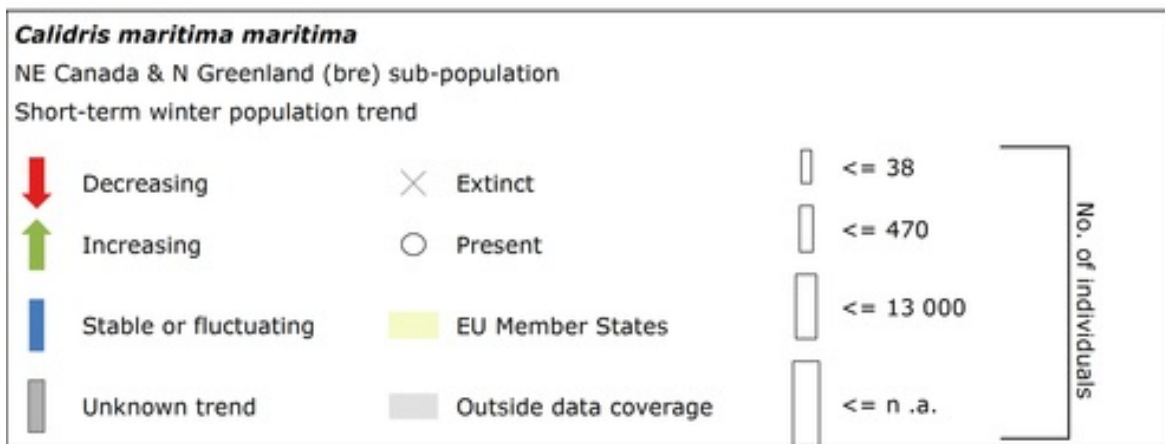 Calidris maritima maritima
NE Canada & N Greenland (bre) sub-population
Short-term winter population trend
Decreasing
Increasing
Stable or fluctuating
Unknown trend
Extinct
Present
EU Member States
Outside data coverage
<= 38
<= 470
<= 13 000
<= n .a.
No. of individuals